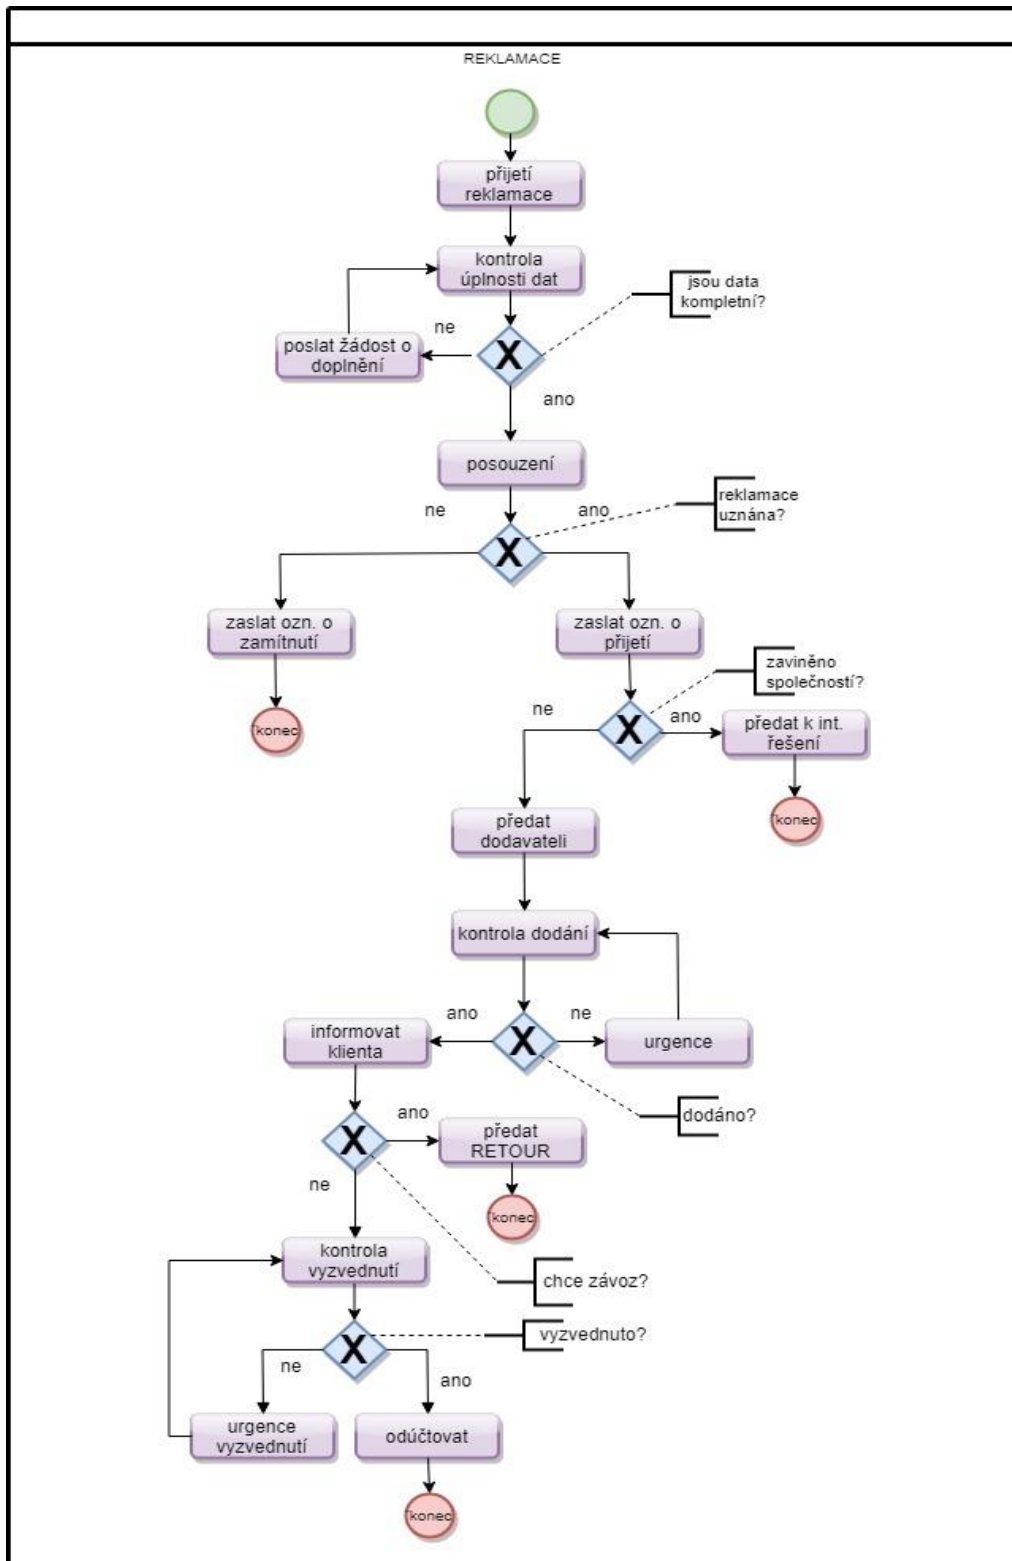 REKLAMACE
přijetí
reklamace
kontrola
úplnosti dat
jsou data
kompletní?
ne
poslat žádost o
doplnění
X
ano
posouzení
reklamace
uznána?
ne
ano
X
zaslat ozn. o
zamítnutí
zaslat ozn. o
přijetí
konec
zaviněno
společností?
ne
X
ano
předat k int.
řešení
konec
předat
dodavateli
kontrola dodání
informovat
klienta
ano
X
ne
urgence
dodáno?
X
ano
předat
RETOUR
ne
konec
kontrola
vyzvednutí
chce závoz?
X
vyzvednuto?
ne
ano
urgence
vyzvednutí
odúčtovat
konec